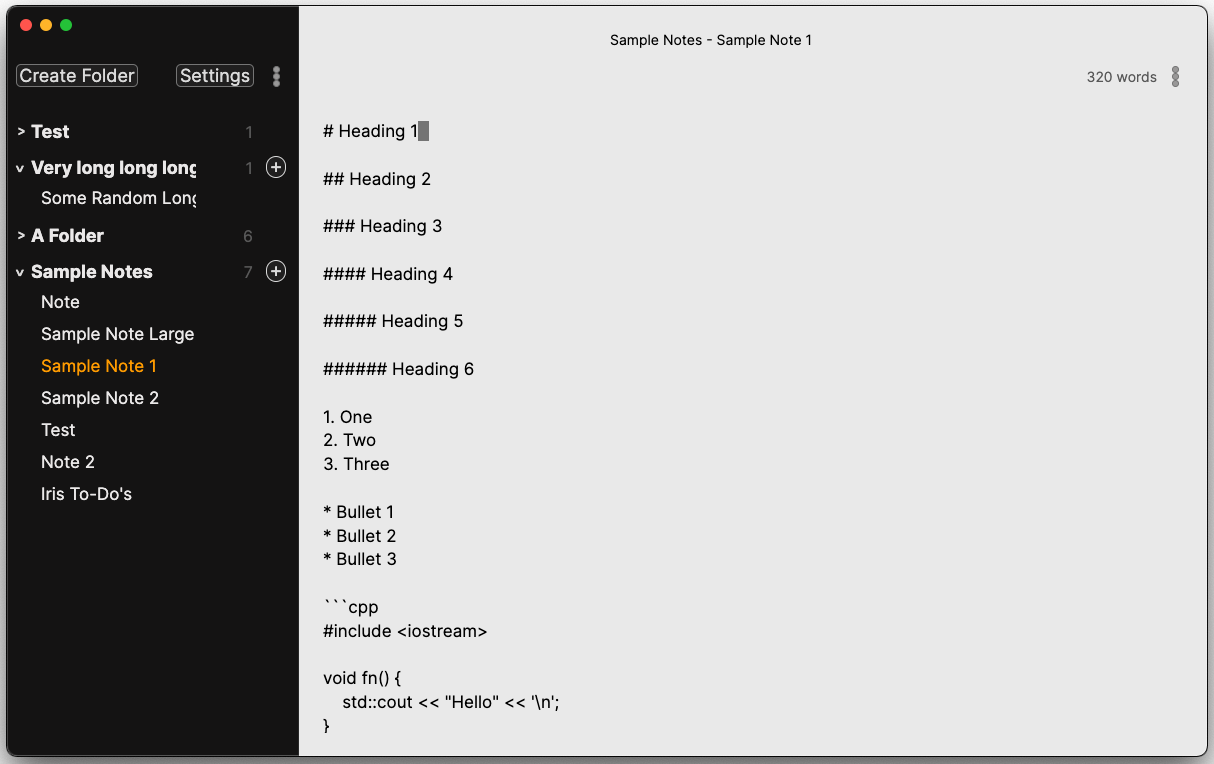 Create Folder Settings
> Test 1
v Very long long long 1 +
Some Random Long
> A Folder 6
v Sample Notes 7 +
Note
Sample Note Large
Sample Note 1
Sample Note 2
Test
Note 2
Iris To-Do's
Sample Notes - Sample Note 1
320 words
# Heading 1
## Heading 2
### Heading 3
#### Heading 4
##### Heading 5
###### Heading 6
1. One
2. Two
3. Three
* Bullet 1
* Bullet 2
* Bullet 3
```cpp
#include <iostream>
void fn() {
    std::cout << "Hello" << '\n';
}